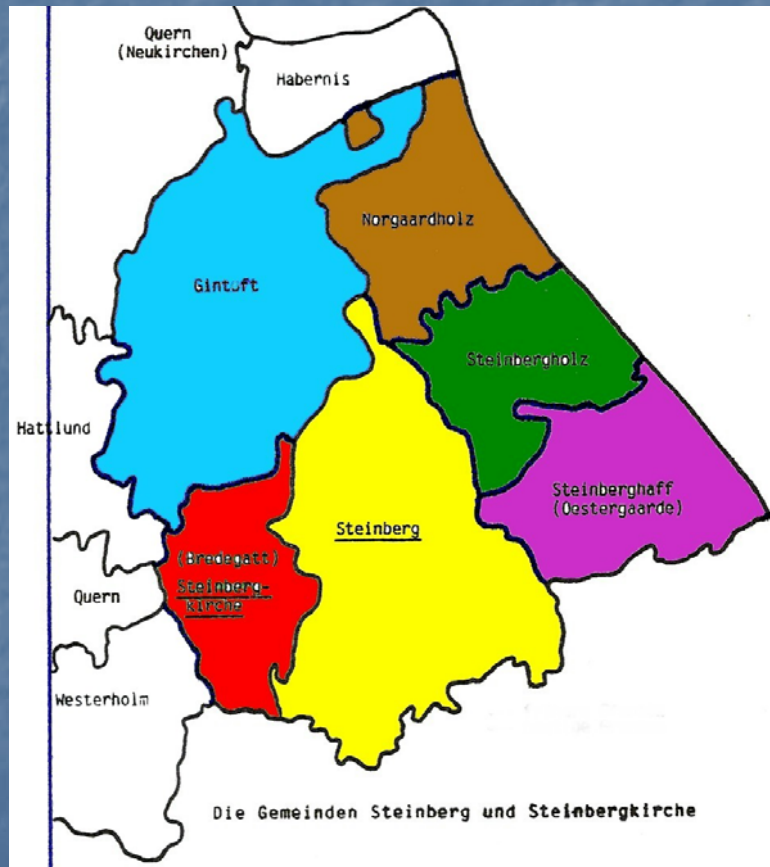 Quern
(Neukirchen)
Habernis
Norgaardholz
Gintoft
Steinbergholz
Hattlund
Steinberghaff
(Oestergaarde)
Steinberg
(Bredegatt)
Steinberg-
kirche
Quern
Westerholm
Die Gemeinden Steinberg und Steinbergkirche